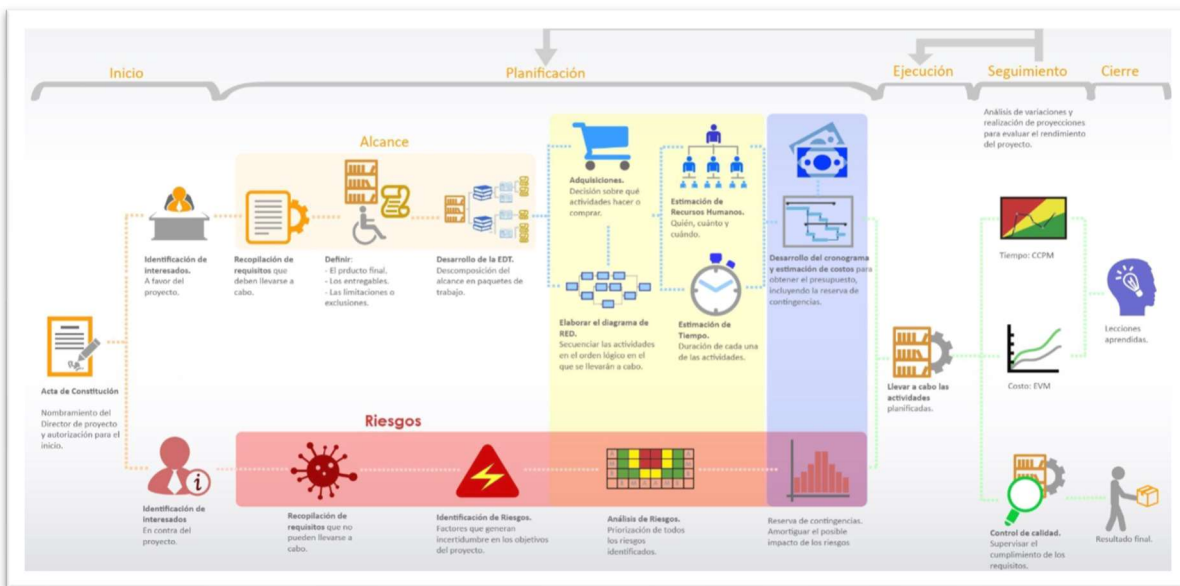 Inicio
Planificación
Ejecución
Seguimiento
Cierre
Análisis de variaciones y
realización de proyecciones
para evaluar el rendimiento
del proyecto.
Alcance
Identificación de
interesados.
A favor del
proyecto.
Recopilación de
requisitos que
deben llevarse a
cabo.
Definir:
- El prducto final.
- Los entregables.
- Las limitaciones o
exclusiones.
Desarrollo de la EDT.
Descomposición del
alcance en paquetes de
trabajo.
Adquisiciones.
Decisión sobre qué
actividades hacer o
comprar.
Estimación de
Recursos Humanos.
Quién, cuánto y
cuándo.
Elaborar el diagrama de
RED.
Secuenciar las actividades
en el orden lógico en el
que se llevarán a cabo.
Estimación de
Tiempo.
Duración de cada una
de las actividades.
Desarrollo del cronograma
y estimación de costos para
obtener el presupuesto,
incluyendo la reserva de
contingencias.
Tiempo: CCPM
Costo: EVM
Lecciones
aprendidas.
Acta de Constitución
Nombramiento del
Director de proyecto
y autorización para el
inicio.
Llevar a cabo las
actividades
planificadas.
Riesgos
i
Identificación de
interesados
En contra del
proyecto.
Recopilación de
requisitos que no
pueden llevarse a
cabo.
Identificación de Riesgos.
Factores que generan
incertidumbre en los objetivos
del proyecto.
Análisis de Riesgos.
Priorización de todos
los riesgos
identificados.
Reserva de contingencias.
Amortiguar el posible
impacto de los riesgos
Control de calidad.
Supervisar el
cumplimiento de los
requisitos.
Resultado final.